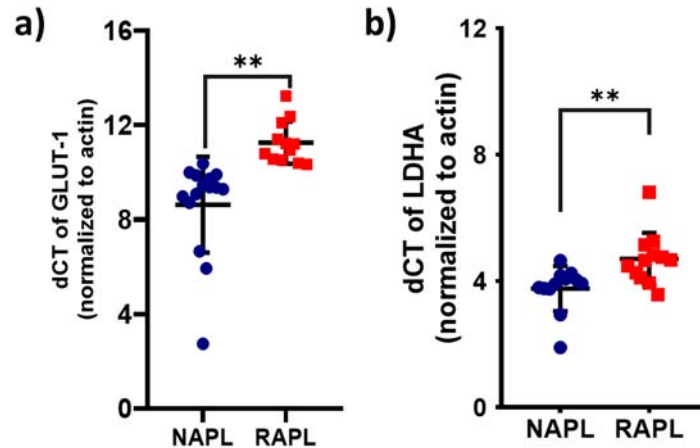 a)
dCT of GLUT-1
(normalized to actin)
16
12
8
4
0
**
NAPL
RAPL
b)
dCT of LDHA
(normalized to actin)
12
8
4
0
**
NAPL
RAPL